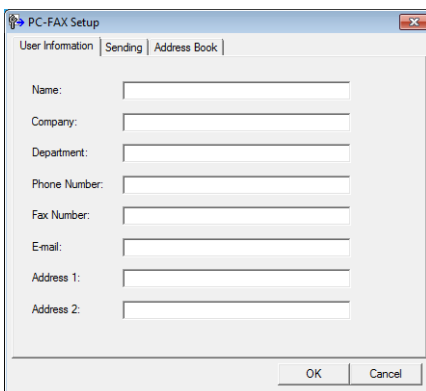 PC-FAX Setup
User Information Sending Address Book
Name:
Company:
Department:
Phone Number:
Fax Number:
E-mail:
Address 1:
Address 2:
OK Cancel